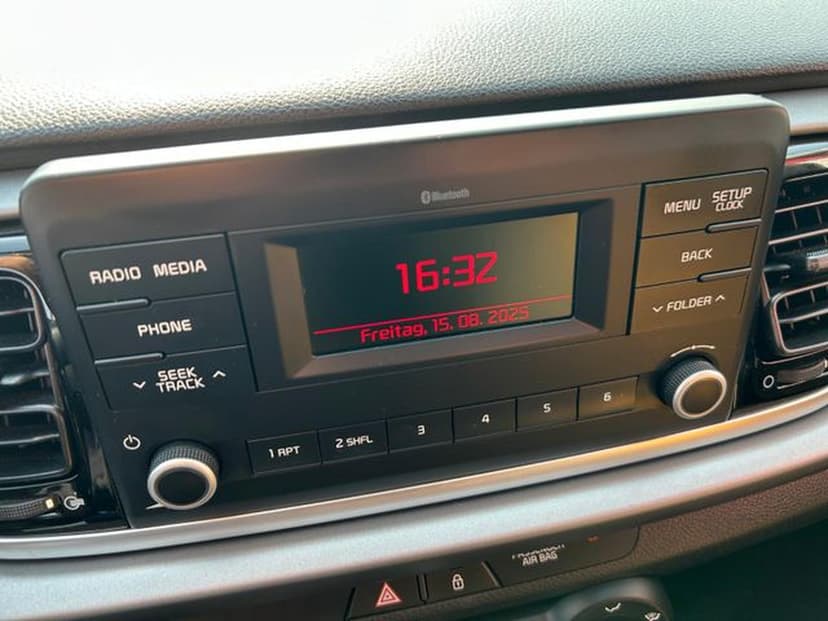 Bluetooth
RADIO MEDIA
PHONE
SEEK
TRACK
16:32
Freitag, 15. 08. 2025
MENU SETUP
CLOCK
BACK
FOLDER
1 RPT
2 SHFL
3
4
5
6
PASSENGER
AIR BAG